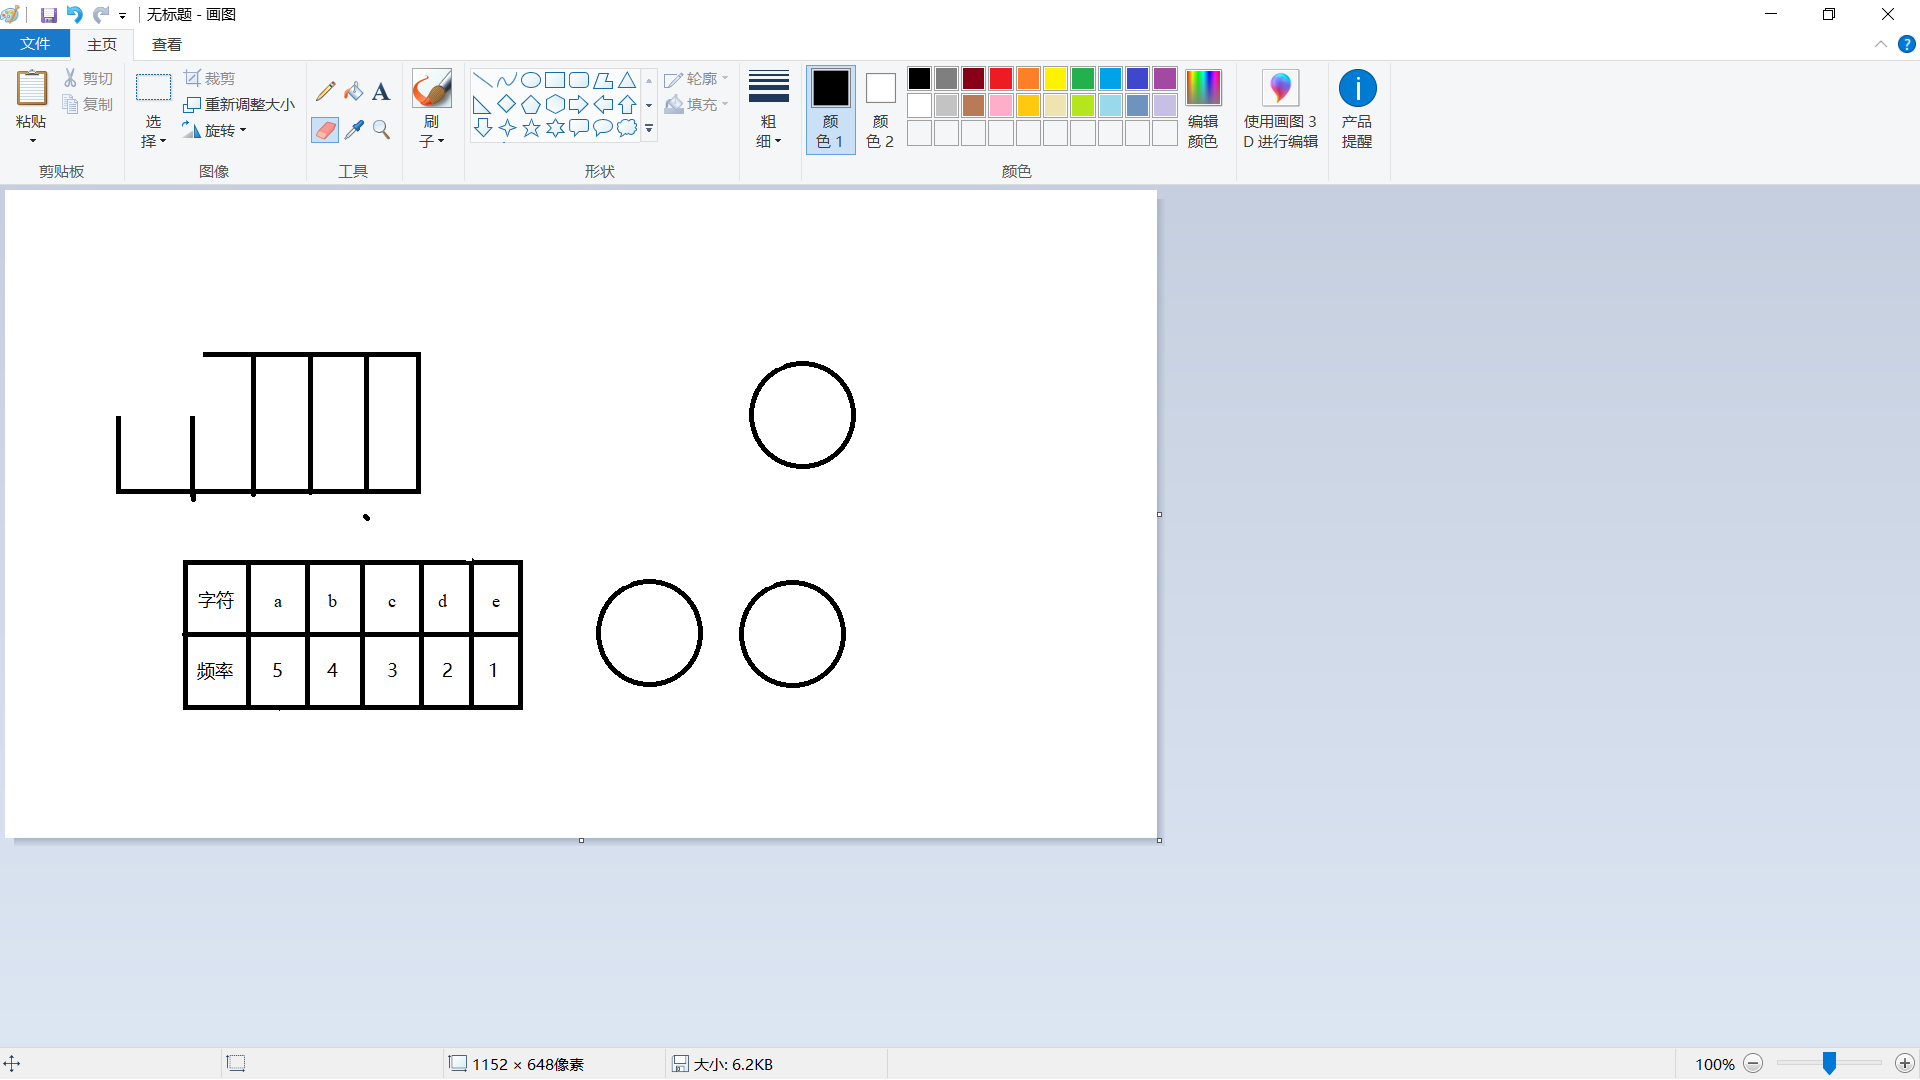 无标题 - 画图
文件 主页 查看
粘贴
剪切
复制
剪贴板
选
择
裁剪
重新调整大小
旋转
图像
A
工具
刷
子
形状
轮廓
填充
粗
细
颜
色 1
颜
色 2
颜色
编辑
颜色
使用画图 3
D 进行编辑
产品
提醒
字符 a b c d e
频率 5 4 3 2 1
1152 × 648像素 大小: 6.2KB 100%